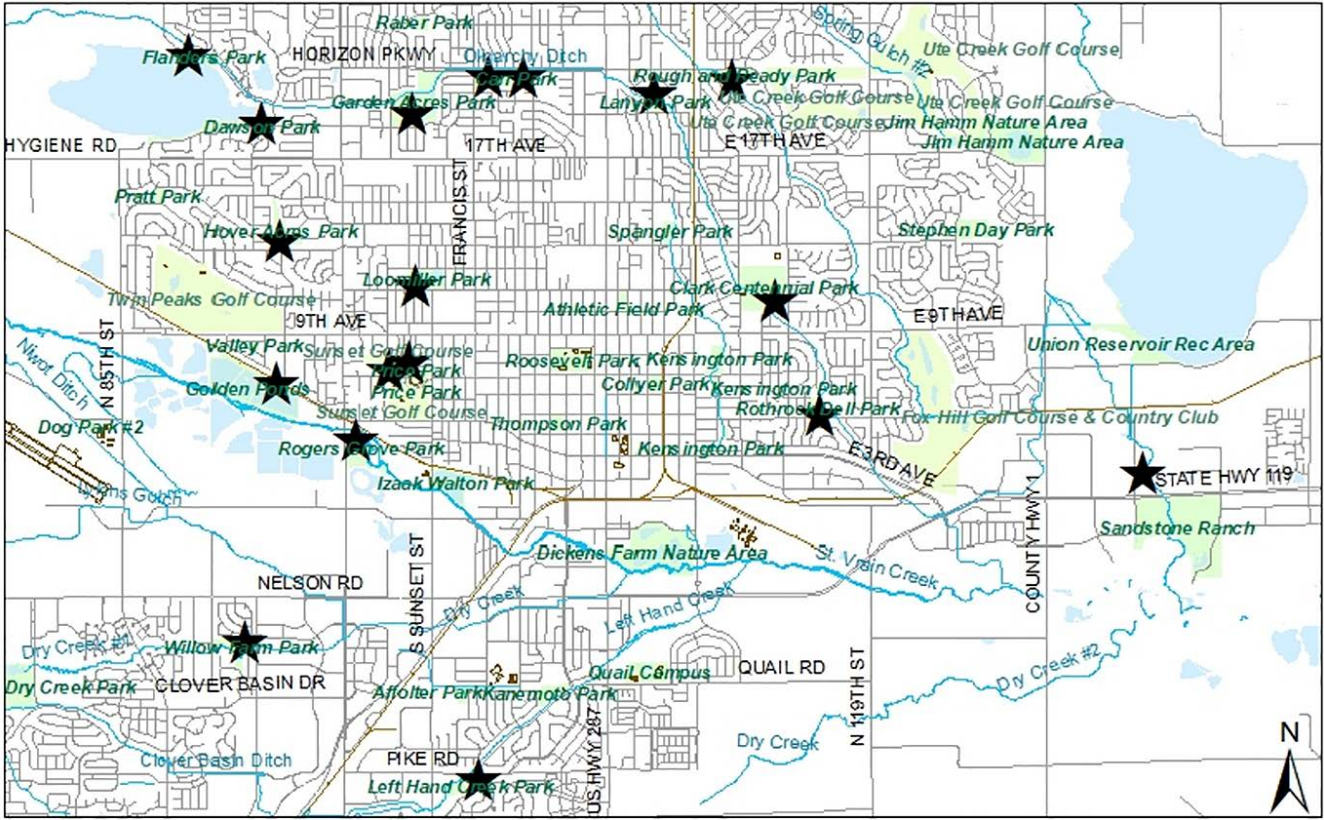 Raber Park
Spring Gulch #2
Flanders Park
HORIZON PKWY
Oligarchy Ditch
Ute Creek Golf Course
Carr Park
Rough and Ready Park
Garden Acres Park
Lanyon Park
Ute Creek Golf Course
Ute Creek Golf Course
Dawson Park
Ute Creek Golf Course
Jim Hamm Nature Area
HYGIENE RD
17TH AVE
E 17TH AVE
Jim Hamm Nature Area
Pratt Park
FRANCIS ST
Hover Acres Park
Spangler Park
Stephen Day Park
Loomiller Park
Clark Centennial Park
Twin Peaks Golf Course
Athletic Field Park
9TH AVE
E 9TH AVE
N 85TH ST
Niwot Ditch
Valley Park
Sunset Golf Course
Roosevelt Park
Kensington Park
Union Reservoir Rec Area
Price Park
Golden Ponds
Price Park
Collyer Park
Kensington Park
Sunset Golf Course
Rothrock Dell Park
Fox Hill Golf Course & Country Club
Dog Park #2
Thompson Park
Rogers Grove Park
Kensington Park
E 3RD AVE
Izaak Walton Park
STATE HWY 119
Lykins Gulch
COUNTY HWY 1
Sandstone Ranch
Dickens Farm Nature Area
St. Vrain Creek
NELSON RD
S SUNSET ST
Dry Creek
Left Hand Creek
Dry Creek #1
Willow Farm Park
Dry Creek #2
Dry Creek Park
CLOVER BASIN DR
Affolter Park
Kanemoto Park
Quail Campus
QUAIL RD
N 119TH ST
US HWY 287
Dry Creek
N
Clover Basin Ditch
PIKE RD
Left Hand Creek Park